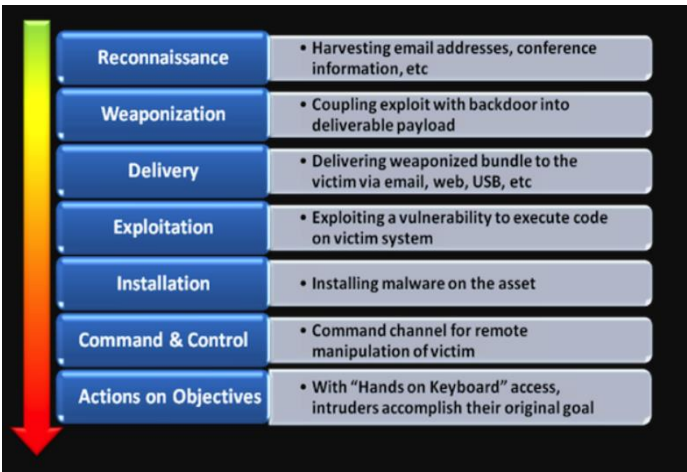 Reconnaissance
• Harvesting email addresses, conference
information, etc
Weaponization
• Coupling exploit with backdoor into
deliverable payload
Delivery
• Delivering weaponized bundle to the
victim via email, web, USB, etc
Exploitation
• Exploiting a vulnerability to execute code
on victim system
Installation
• Installing malware on the asset
Command & Control
• Command channel for remote
manipulation of victim
Actions on Objectives
• With “Hands on Keyboard” access,
intruders accomplish their original goal